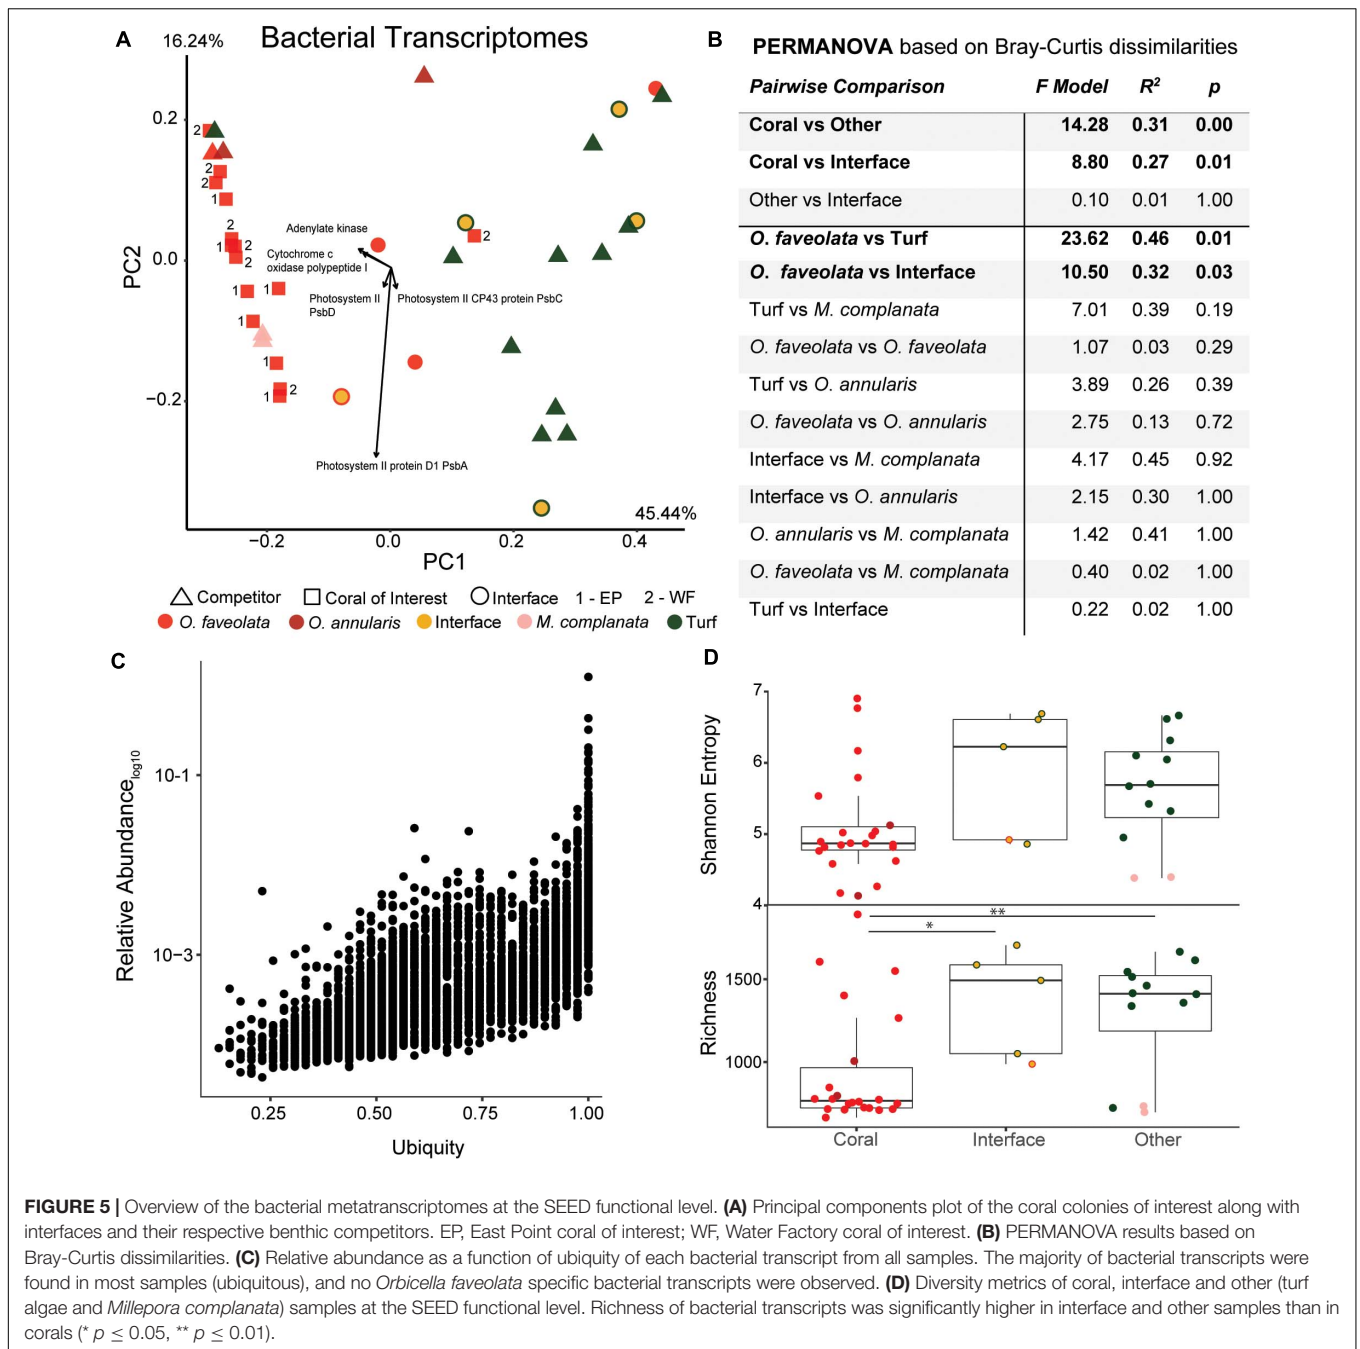 A
16.24%
Bacterial Transcriptomes
PC2
0.2
0.0
−0.2
2
2
2
1
2
1
2
2
1
1
1
1
2
1
2
Adenylate kinase
Cytochrome c
oxidase polypeptide I
Photosystem II
PsbD
Photosystem II CP43 protein PsbC
Photosystem II protein D1 PsbA
45.44%
−0.2 0.0 0.2 0.4
PC1
Competitor Coral of Interest Interface 1 - EP 2 - WF
O. faveolata O. annularis Interface M. complanata Turf
B
PERMANOVA based on Bray-Curtis dissimilarities
Pairwise Comparison F Model R² p
Coral vs Other 14.28 0.31 0.00
Coral vs Interface 8.80 0.27 0.01
Other vs Interface 0.10 0.01 1.00
O. faveolata vs Turf 23.62 0.46 0.01
O. faveolata vs Interface 10.50 0.32 0.03
Turf vs M. complanata 7.01 0.39 0.19
O. faveolata vs O. faveolata 1.07 0.03 0.29
Turf vs O. annularis 3.89 0.26 0.39
O. faveolata vs O. annularis 2.75 0.13 0.72
Interface vs M. complanata 4.17 0.45 0.92
Interface vs O. annularis 2.15 0.30 1.00
O. annularis vs M. complanata 1.42 0.41 1.00
O. faveolata vs M. complanata 0.40 0.02 1.00
Turf vs Interface 0.22 0.02 1.00
C
Relative Abundance log10
10-1
10−3
0.25 0.50 0.75 1.00
Ubiquity
D
Shannon Entropy
7
6
5
4
* **
Richness
1500
1000
Coral Interface Other
FIGURE 5 | Overview of the bacterial metatranscriptomes at the SEED functional level. (A) Principal components plot of the coral colonies of interest along with
interfaces and their respective benthic competitors. EP, East Point coral of interest; WF, Water Factory coral of interest. (B) PERMANOVA results based on
Bray-Curtis dissimilarities. (C) Relative abundance as a function of ubiquity of each bacterial transcript from all samples. The majority of bacterial transcripts were
found in most samples (ubiquitous), and no Orbicella faveolata specific bacterial transcripts were observed. (D) Diversity metrics of coral, interface and other (turf
algae and Millepora complanata) samples at the SEED functional level. Richness of bacterial transcripts was significantly higher in interface and other samples than in
corals (* p ≤ 0.05, ** p ≤ 0.01).